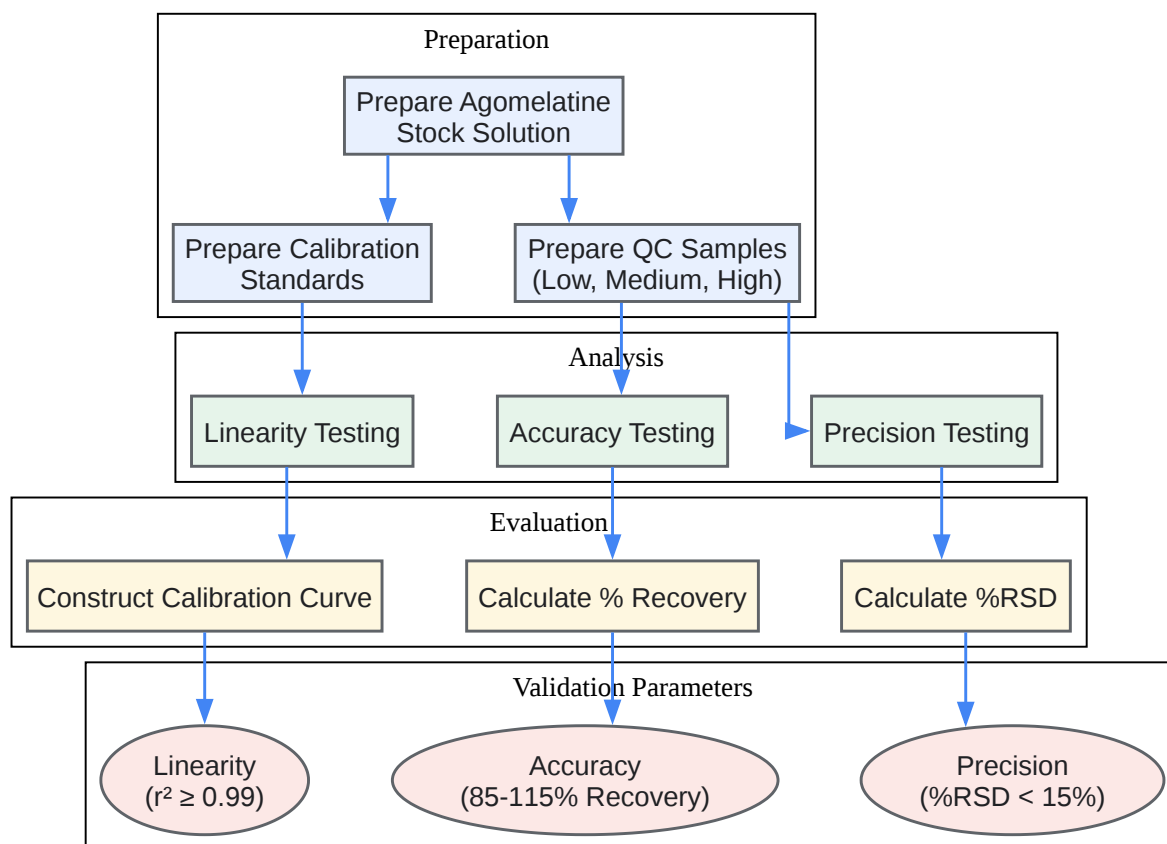 Preparation
Prepare Agomelatine
Stock Solution
Prepare Calibration
Standards
Prepare QC Samples
(Low, Medium, High)
Analysis
Linearity Testing
Accuracy Testing
Precision Testing
Evaluation
Construct Calibration Curve
Calculate % Recovery
Calculate %RSD
Validation Parameters
Linearity
(r² ≥ 0.99)
Accuracy
(85-115% Recovery)
Precision
(%RSD < 15%)